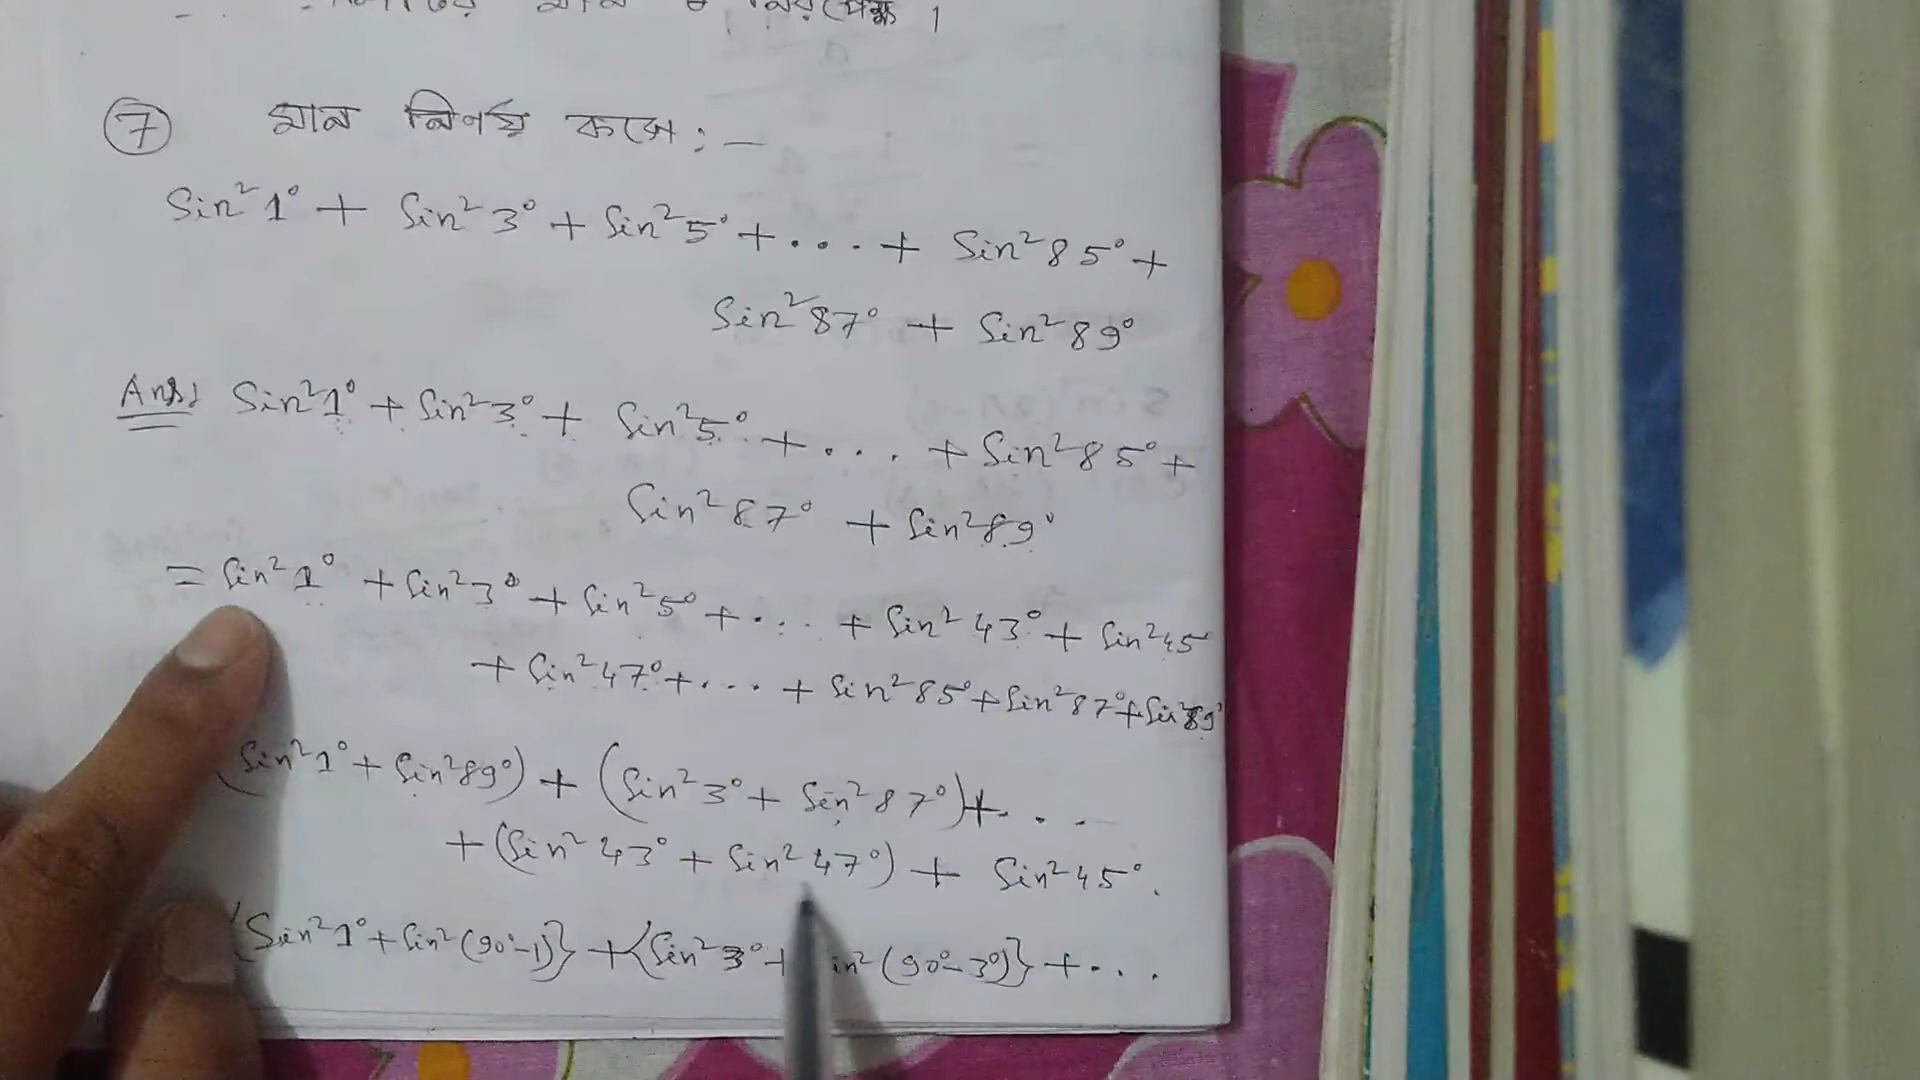 ⑦ মান নির্ণয় করো :—
Sin²1° + Sin²3° + Sin²5° + .... + Sin²85° +
Sin²87° + Sin²89°
Ans: Sin²1° + Sin²3° + Sin²5° + .... + Sin²85° +
Sin²87° + Sin²89°
= Sin²1° + Sin²3° + Sin²5° + .... + Sin²43° + Sin²45
+ Sin²47° + .... + Sin²85° + Sin²87° + Sin²89°
(Sin²1° + Sin²89°) + (Sin²3° + Sin²87°) + ...
+ (Sin²43° + Sin²47°) + Sin²45°.
{Sin²1° + Sin²(90°-1)} + {Sin²3° + in²(90°-3°)} + ...